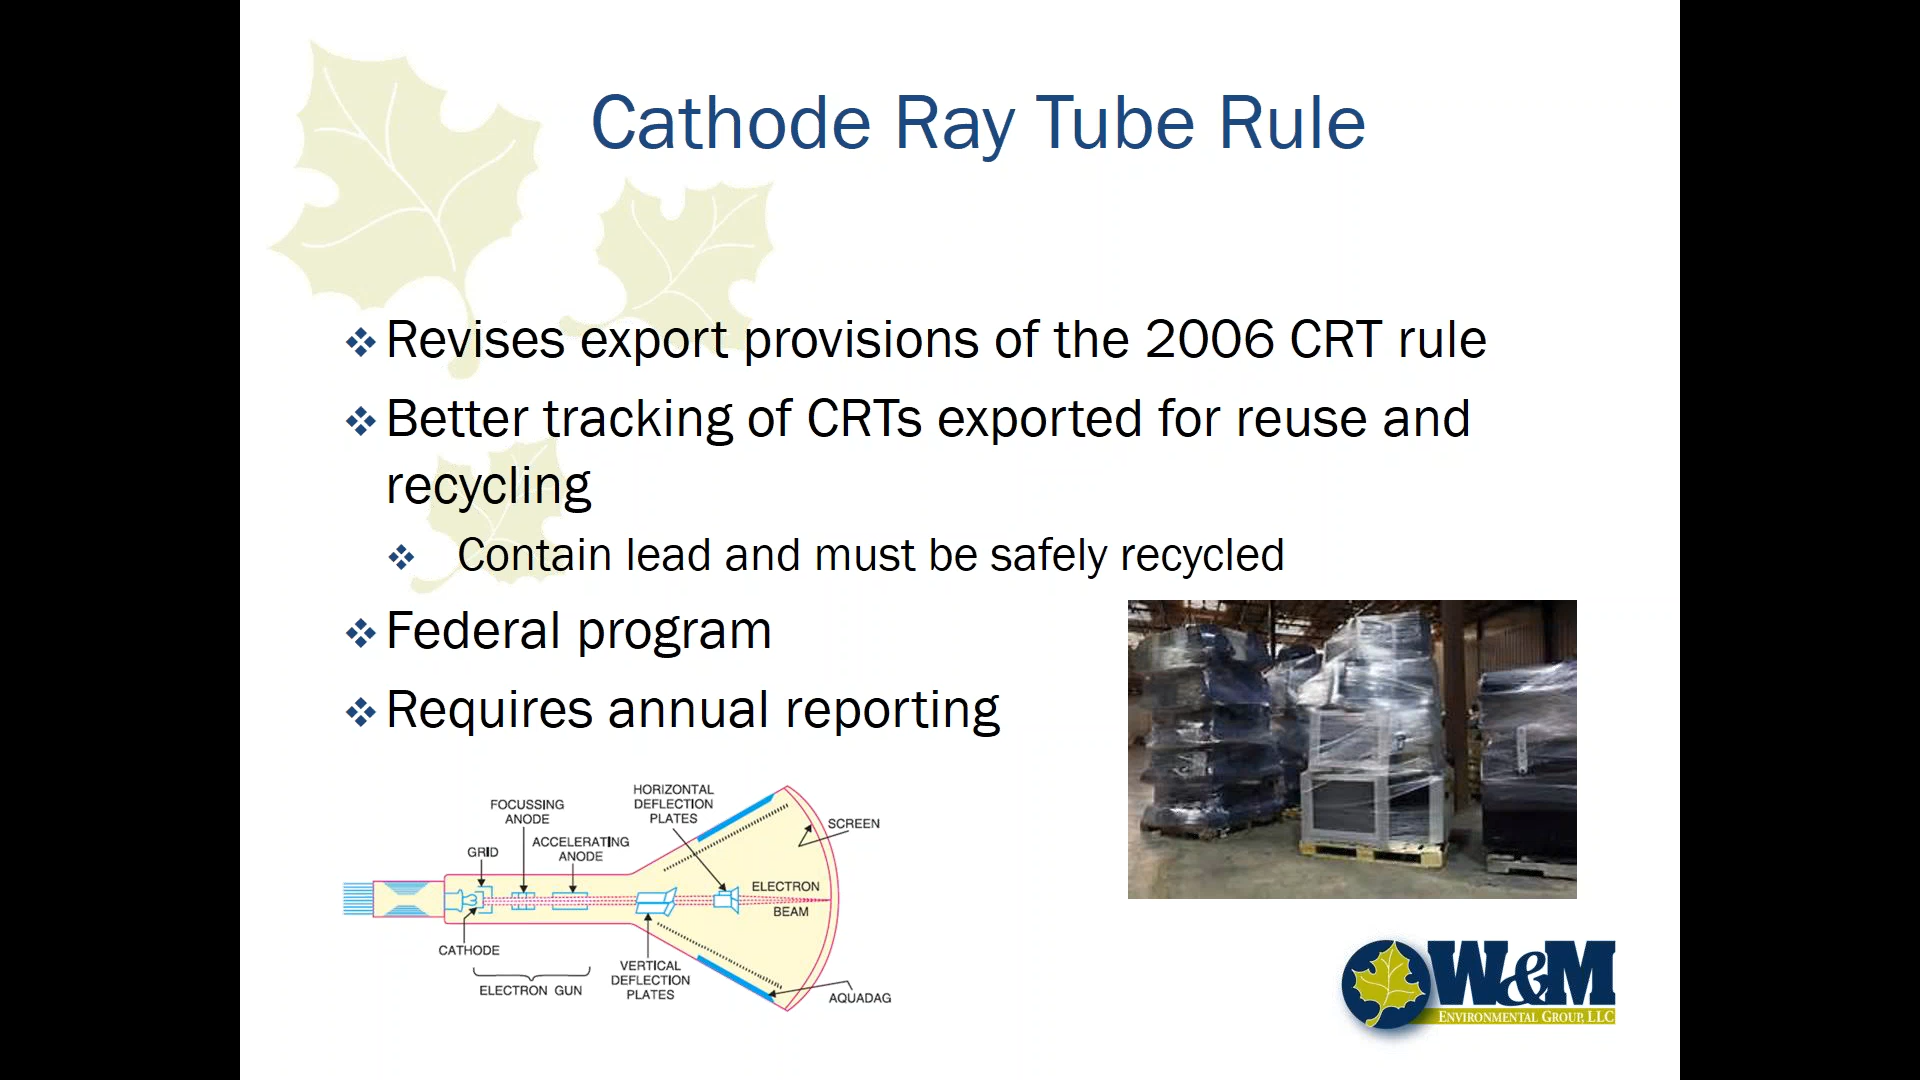 Cathode Ray Tube Rule
Revises export provisions of the 2006 CRT rule
Better tracking of CRTs exported for reuse and
recycling
Contain lead and must be safely recycled
Federal program
Requires annual reporting
HORIZONTAL
DEFLECTION
PLATES
FOCUSSING
ANODE
SCREEN
ACCELERATING
ANODE
GRID
ELECTRON
BEAM
CATHODE
VERTICAL
DEFLECTION
PLATES
ELECTRON GUN
AQUADAG
W&M
ENVIRONMENTAL GROUP, LLC